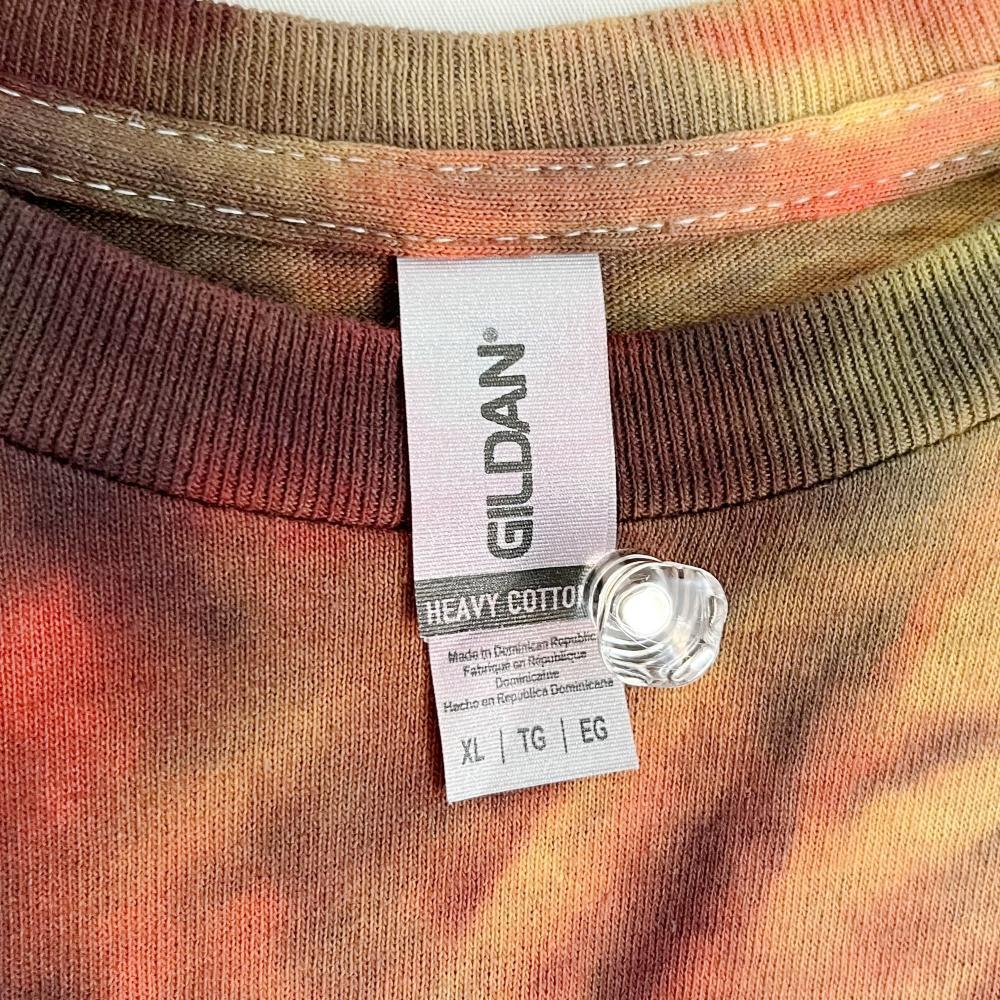 GILDAN®
HEAVY COTTO
Made in Dominican Republic
Fabriqué en République
Dominicaine
Hecho en República Dominicana
XL | TG | EG